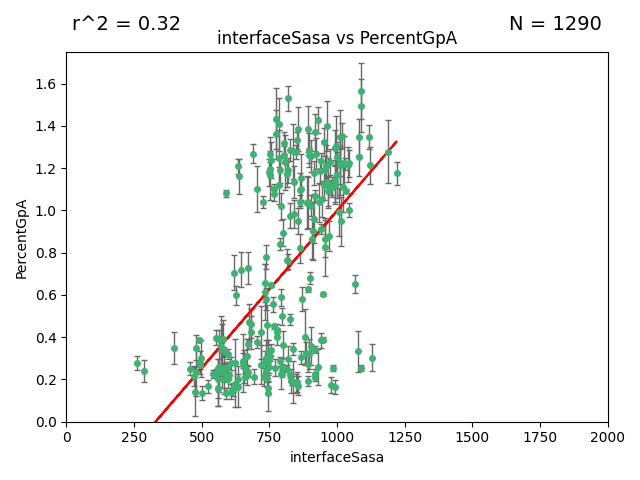 r^2 = 0.32
N = 1290
interfaceSasa vs PercentGpA
PercentGpA
1.6
1.4
1.2
1.0
0.8
0.6
0.4
0.2
0.0
0 250 500 750 1000 1250 1500 1750 2000
interfaceSasa